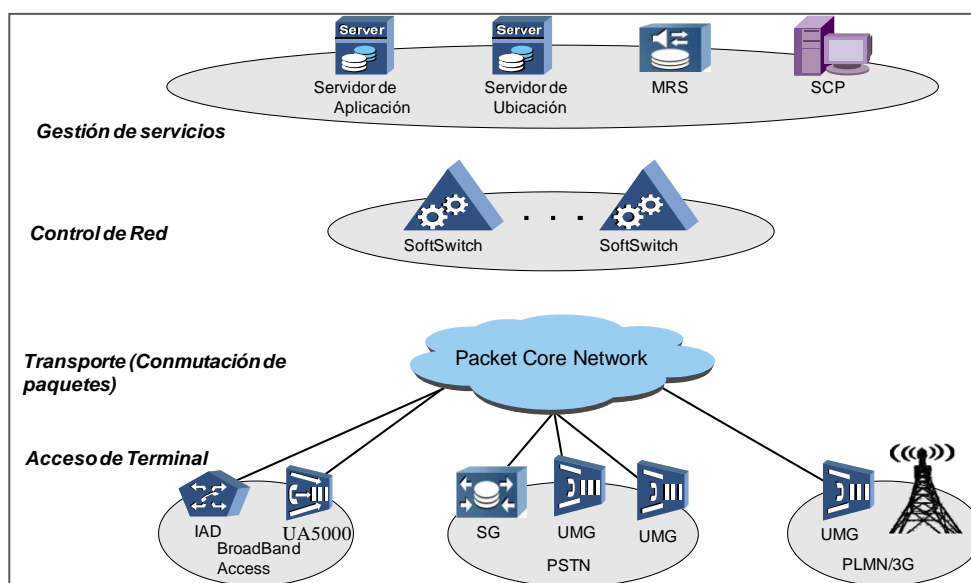 Server
Server
Servidor de
Aplicación
Servidor de
Ubicación
MRS
SCP
Gestión de servicios
. . .
SoftSwitch
SoftSwitch
Control de Red
Packet Core Network
Transporte (Conmutación de
paquetes)
Acceso de Terminal
IAD
UA5000
BroadBand
Access
SG
UMG
UMG
PSTN
UMG
PLMN/3G